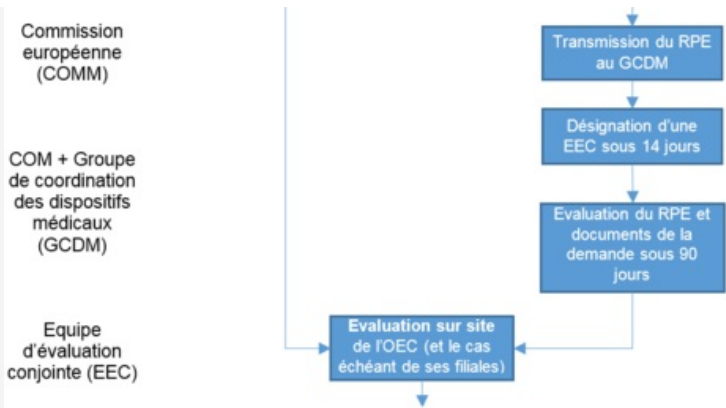 Commission
européenne
(COMM)
Transmission du RPE
au GCDM
Désignation d'une
EEC sous 14 jours
COM + Groupe
de coordination
des dispositifs
médicaux
(GCDM)
Evaluation du RPE et
documents de la
demande sous 90
jours
Equipe
d'évaluation
conjointe (EEC)
Evaluation sur site
de l'OEC (et le cas
échéant de ses filiales)